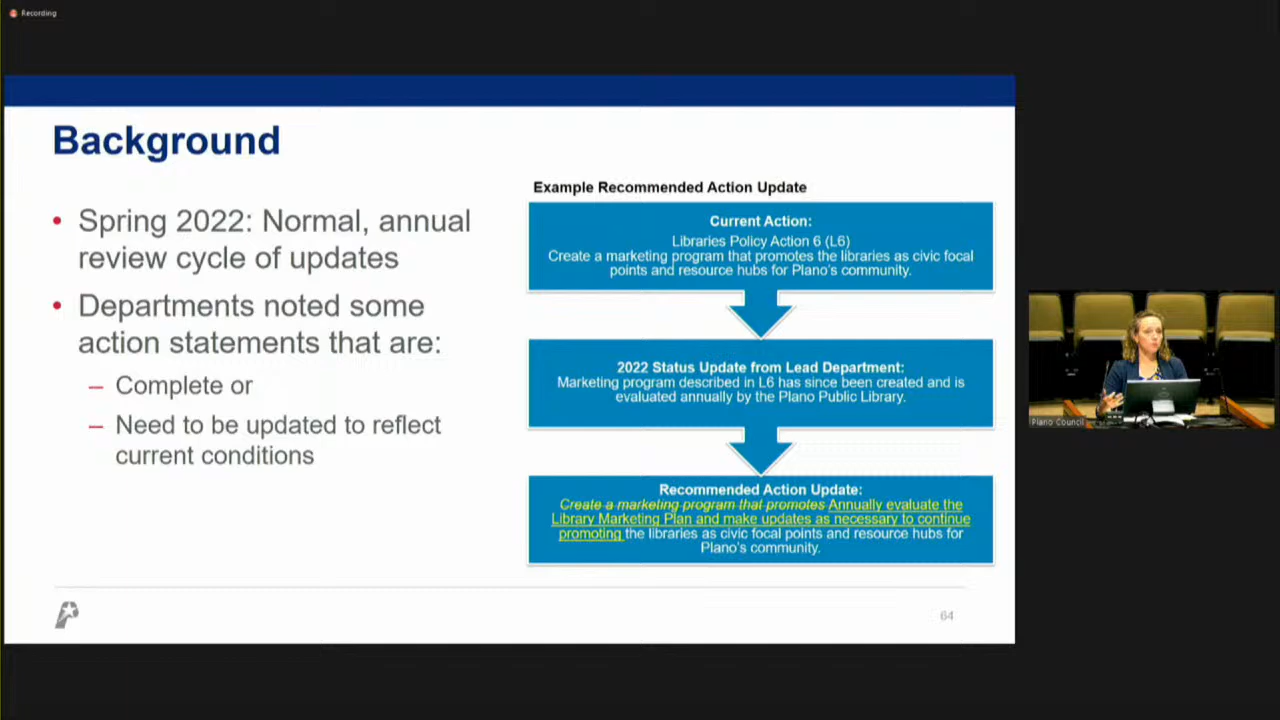 Recording
Background
• Spring 2022: Normal, annual
review cycle of updates
• Departments noted some
action statements that are:
– Complete or
– Need to be updated to reflect
current conditions
Example Recommended Action Update
Current Action:
Libraries Policy Action 6 (L6)
Create a marketing program that promotes the libraries as civic focal
points and resource hubs for Plano's community.
2022 Status Update from Lead Department:
Marketing program described in L6 has since been created and is
evaluated annually by the Plano Public Library.
Recommended Action Update:
Create a marketing program that promotes Annually evaluate the
Library Marketing Plan and make updates as necessary to continue
promoting the libraries as civic focal points and resource hubs for
Plano's community.
64
Plano Council